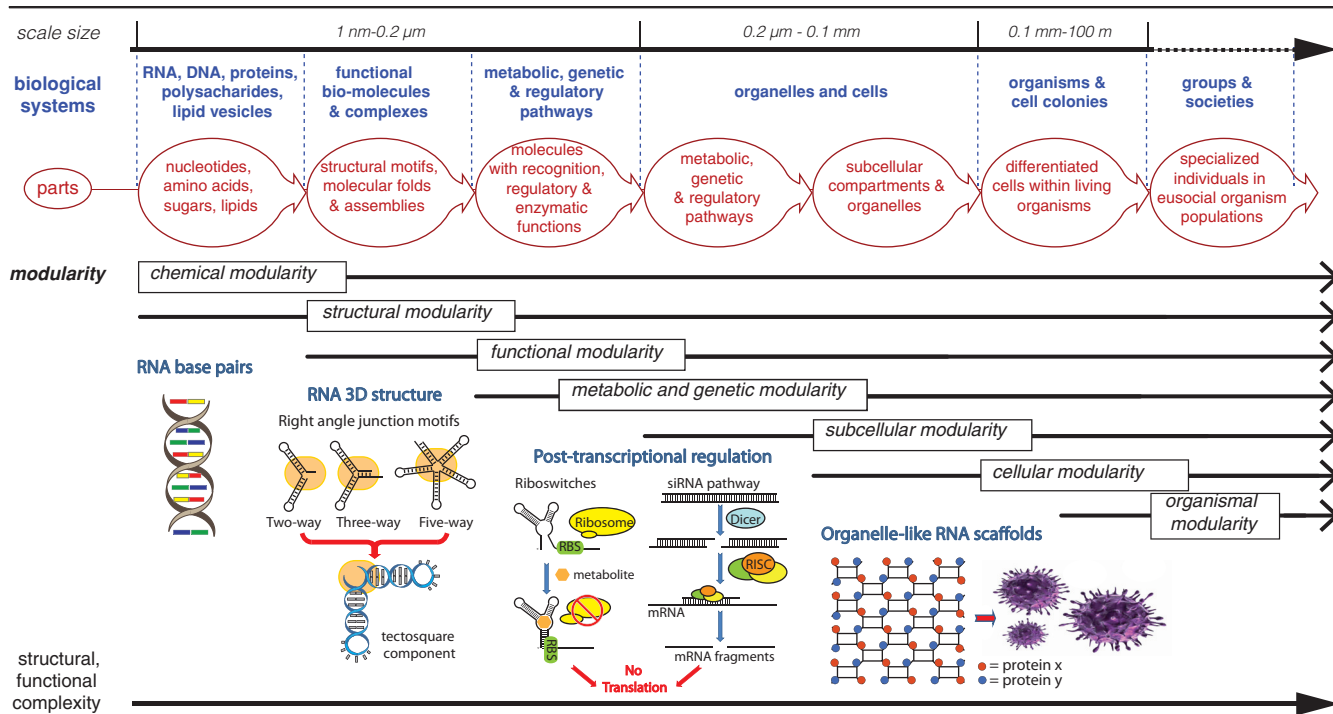 scale size
1 nm-0.2 µm
0.2 µm - 0.1 mm
0.1 mm-100 m
biological
systems
RNA, DNA, proteins,
polysacharides,
lipid vesicles
functional
bio-molecules
& complexes
metabolic, genetic
& regulatory
pathways
organelles and cells
organisms &
cell colonies
groups &
societies
parts
nucleotides,
amino acids,
sugars, lipids
structural motifs,
molecular folds
& assemblies
molecules
with recognition,
regulatory &
enzymatic
functions
metabolic,
genetic
& regulatory
pathways
subcellular
compartments &
organelles
differentiated
cells within living
organisms
specialized
individuals in
eusocial organism
populations
modularity
chemical modularity
structural modularity
functional modularity
metabolic and genetic modularity
subcellular modularity
cellular modularity
organismal
modularity
RNA base pairs
RNA 3D structure
Right angle junction motifs
Two-way
Three-way
Five-way
tectosquare
component
Post-transcriptional regulation
Riboswitches
Ribosome
RBS
metabolite
RBS
siRNA pathway
Dicer
RISC
mRNA
mRNA fragments
No
Translation
Organelle-like RNA scaffolds
= protein x
= protein y
structural,
functional
complexity